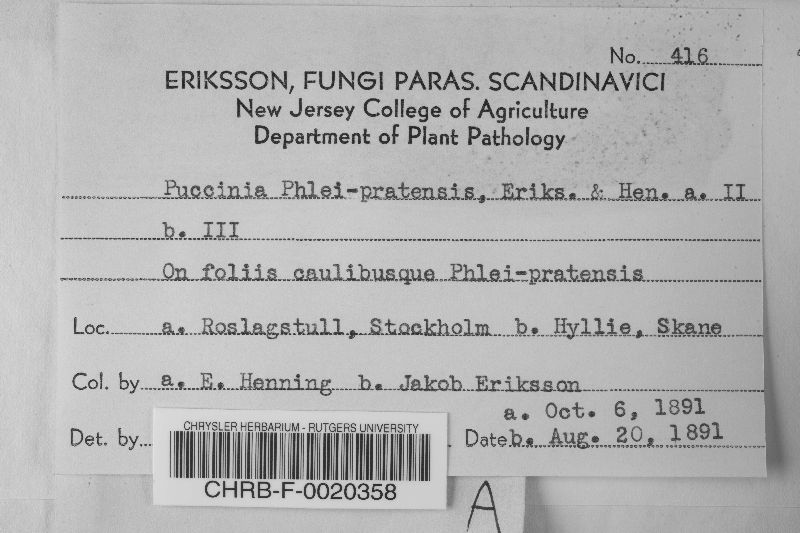 No. 416
ERIKSSON, FUNGI PARAS. SCANDINAVICI
New Jersey College of Agriculture
Department of Plant Pathology
Puccinia Phlei-pratensis, Eriks. & Hen. a. II
b. III
On foliis caulibusque Phlei-pratensis
Loc. a. Roslagstull, Stockholm b. Hyllie, Skane
Col. by a. E. Henning b. Jakob Eriksson
a. Oct. 6, 1891
Det. by Date b. Aug. 20, 1891
CHRYSLER HERBARIUM - RUTGERS UNIVERSITY
CHRB-F-0020358
A